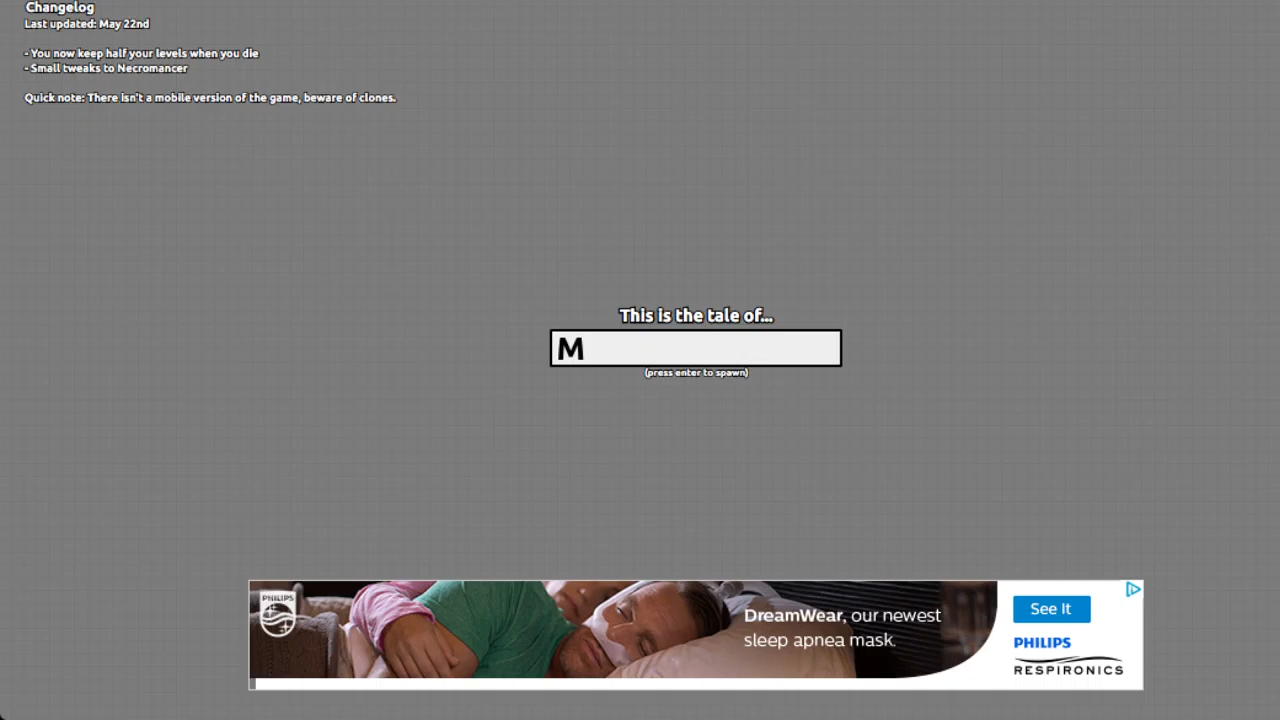 Changelog
Last updated: May 22nd
- You now keep half your levels when you die
- Small tweaks to Necromancer
Quick note: There isn't a mobile version of the game, beware of clones.
This is the tale of...
M
(press enter to spawn)
PHILIPS
DreamWear, our newest
sleep apnea mask.
See It
PHILIPS
RESPIRONICS